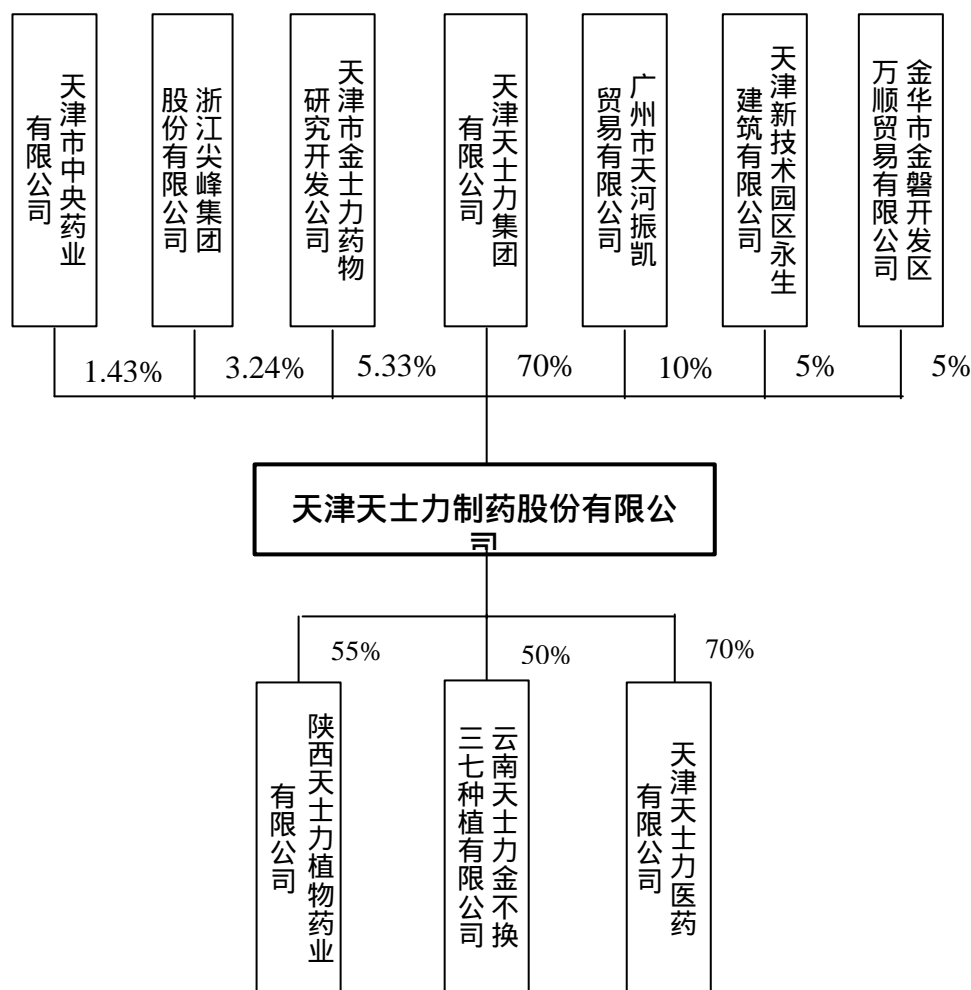 天津市中央药业
有限公司
浙江尖峰集团
股份有限公司
天津市金士力药物
研究开发公司
天津天士力集团
有限公司
广州市天河振凯
贸易有限公司
天津新技术园区永生
建筑有限公司
金华市金磐开发区
万顺贸易有限公司
1.43%
3.24%
5.33%
70%
10%
5%
5%
天津天士力制药股份有限公
司
55%
50%
70%
陕西天士力植物药业
有限公司
云南天士力金不换
三七种植有限公司
天津天士力医药
有限公司